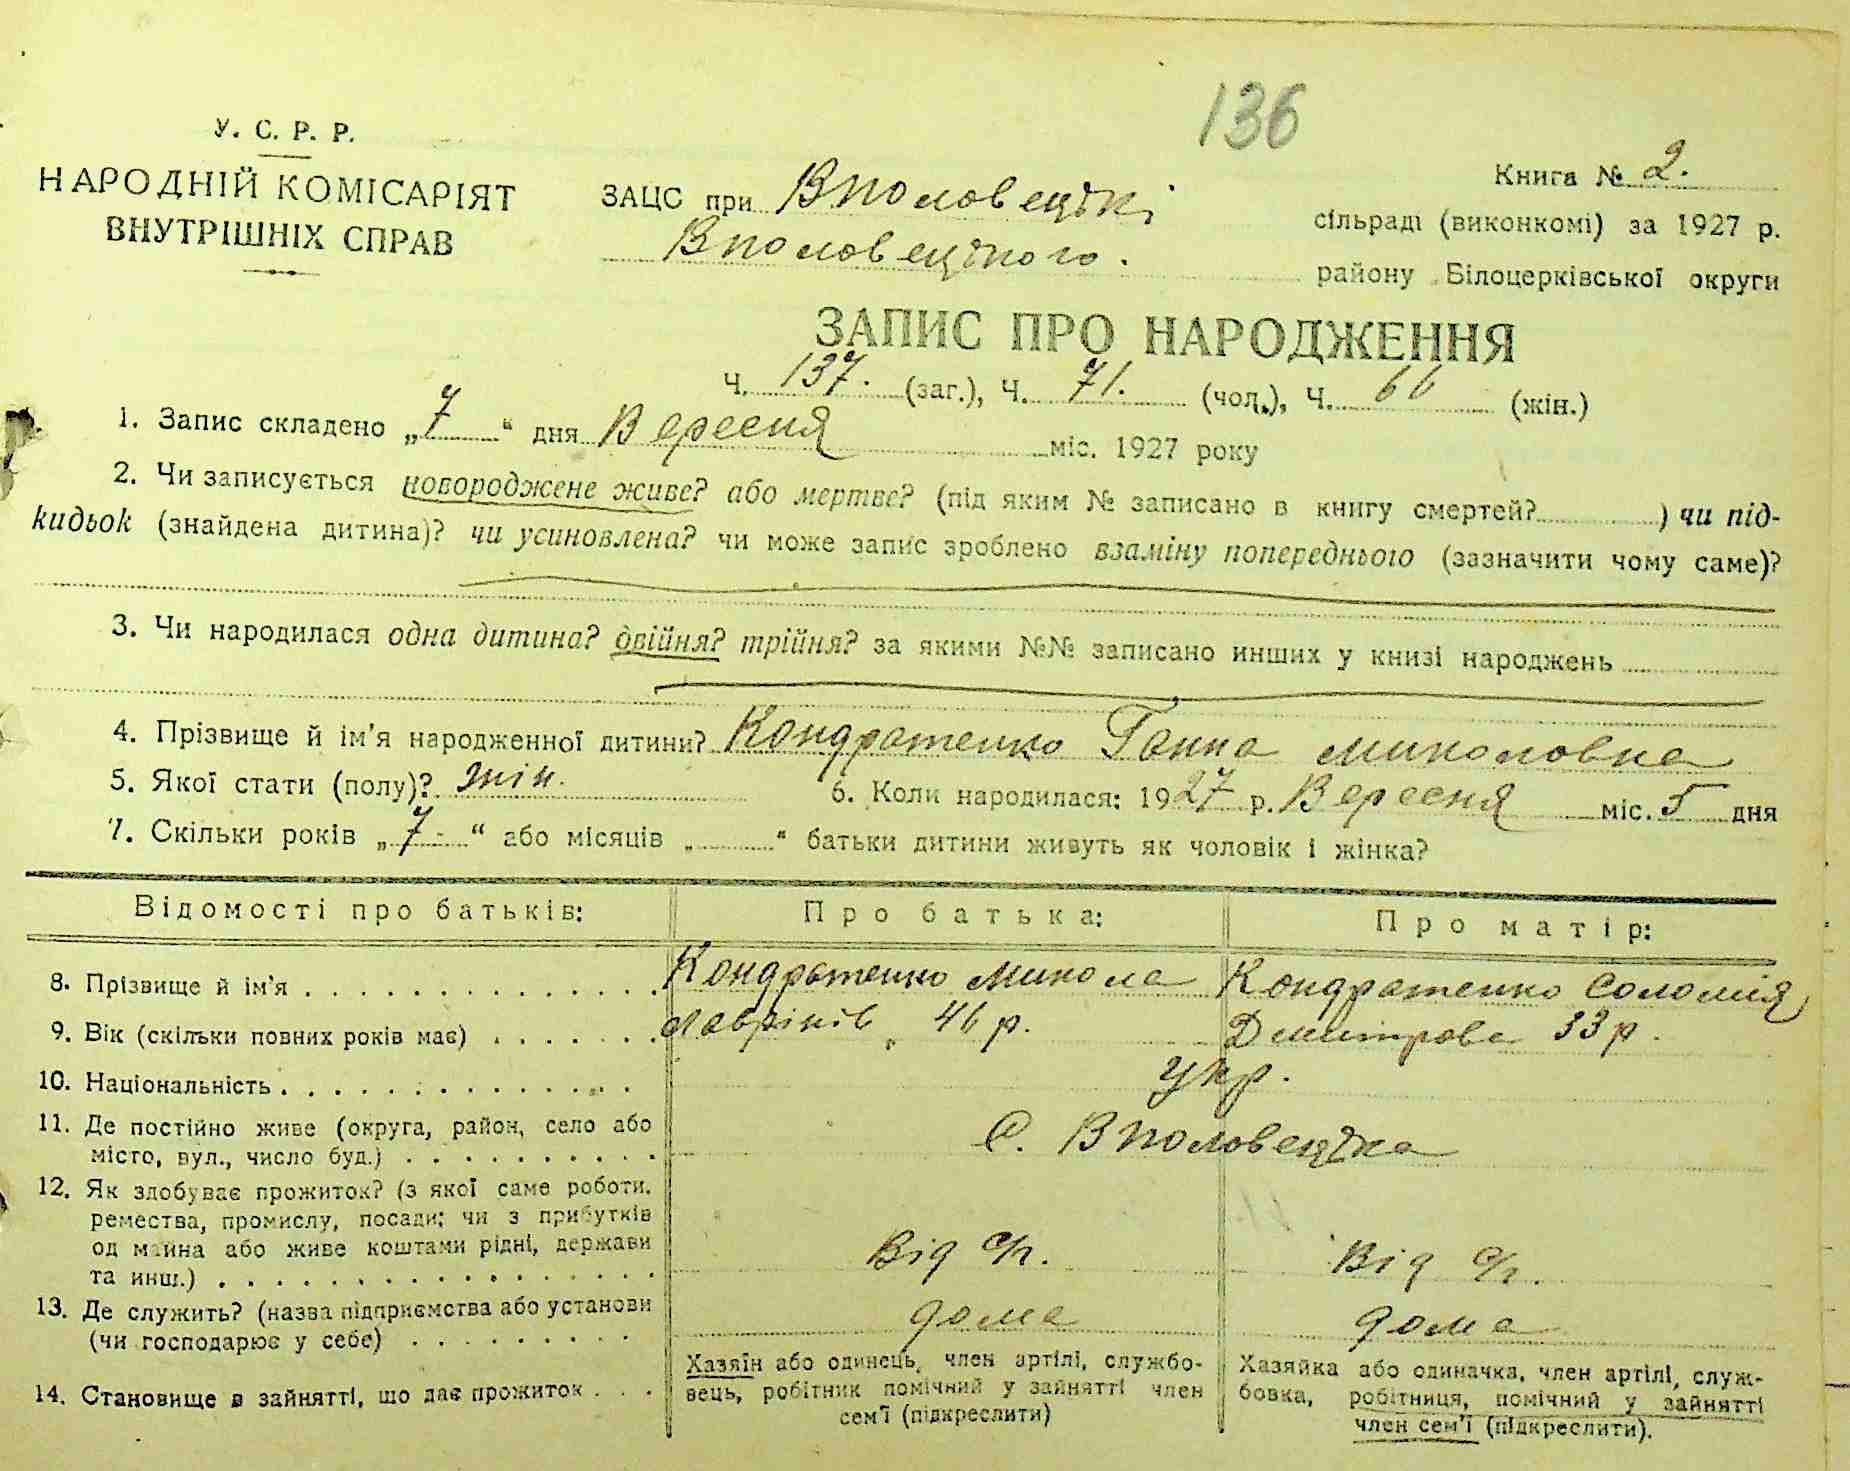 136
У. С. Р. Р.
НАРОДНІЙ КОМІСАРІЯТ
ВНУТРІШНІХ СПРАВ
ЗАЦС при Вполовецькі
Книга № 2.
сільраді (виконкомі) за 1927 р.
Вполовецького.
району Білоцерківської округи
ЗАПИС ПРО НАРОДЖЕННЯ
Ч. 137. (заг.), Ч. 71. (чол.), Ч. 66 (жін.)
1. Запис складено „7“ дня Вересня міс. 1927 року
2. Чи записується новороджене живе? або мертве? (під яким № записано в книгу смертей? ) чи під-
кидьок (знайдена дитина)? чи усиновлена? чи може запис зроблено взаміну попереднього (зазначити чому саме)?
3. Чи народилася одна дитина? двійня? трійня? за якими №№ записано инших у книзі народжень
4. Прізвище й ім'я народженної дитини? Кондратенко Ганна Миколовна
5. Якої стати (полу)? жін. 6. Коли народилася: 1927 р. Вересня міс. 5 дня
7. Скільки років „7“ або місяців „ “ батьки дитини живуть як чоловік і жінка?
Відомості про батьків: Про батька: Про матір:
8. Прізвище й ім'я Кондратенко Микола Кондратенко Соломія
9. Вік (скільки повних років має) Лавріків 46 р. Дмитрова 33 р.
10. Національність Укр.
11. Де постійно живе (округа, район, село або
місто, вул., число буд.) С. Вполовецька
12. Як здобуває прожиток? (з якої саме роботи,
ремества, промислу, посади; чи з прибутків
од майна або живе коштами рідні, держави
та инш.) Від с/г. Від с/г.
13. Де служить? (назва підприємства або установи
(чи господарює у себе) дома дома
14. Становище в зайнятті, що дає прожиток
Хазяїн або одинець, член артілі, службо-
вець, робітник помічний у зайнятті член
сем'ї (підкреслити)
Хазяйка або одиначка, член артілі, служ-
бовка, робітниця, помічний у зайнятті
член сем'ї (підкреслити).